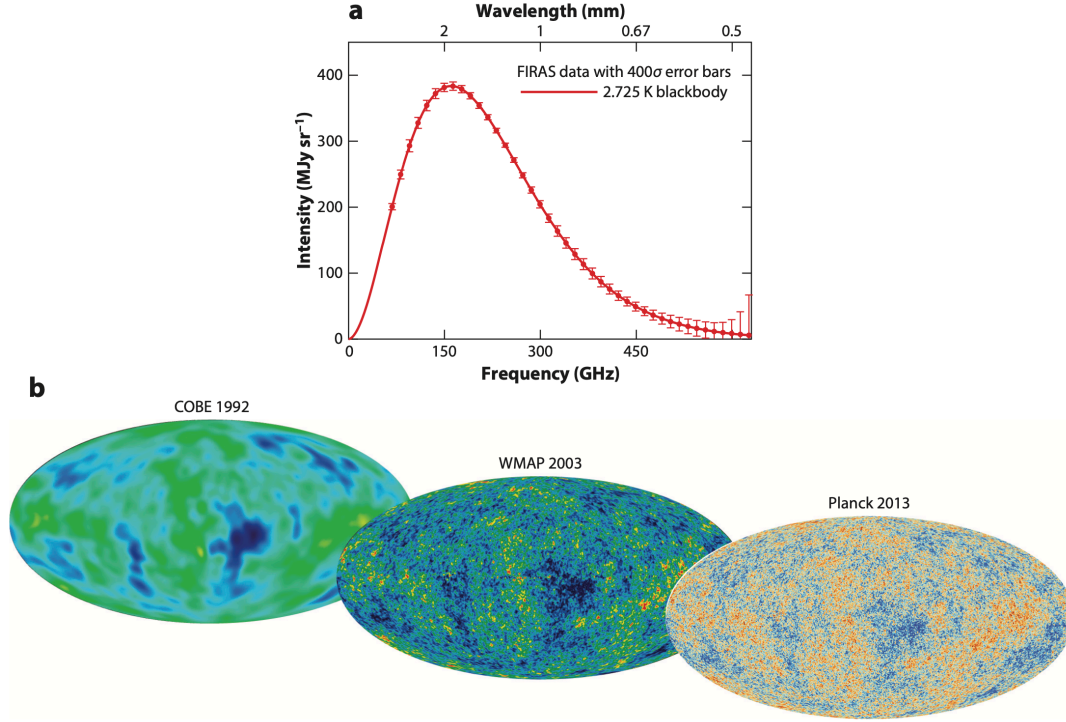 a
Wavelength (mm)
2 1 0.67 0.5
FIRAS data with 400σ error bars
2.725 K blackbody
Intensity (MJy sr⁻¹)
400
300
200
100
0
0 150 300 450
Frequency (GHz)
b
COBE 1992
WMAP 2003
Planck 2013